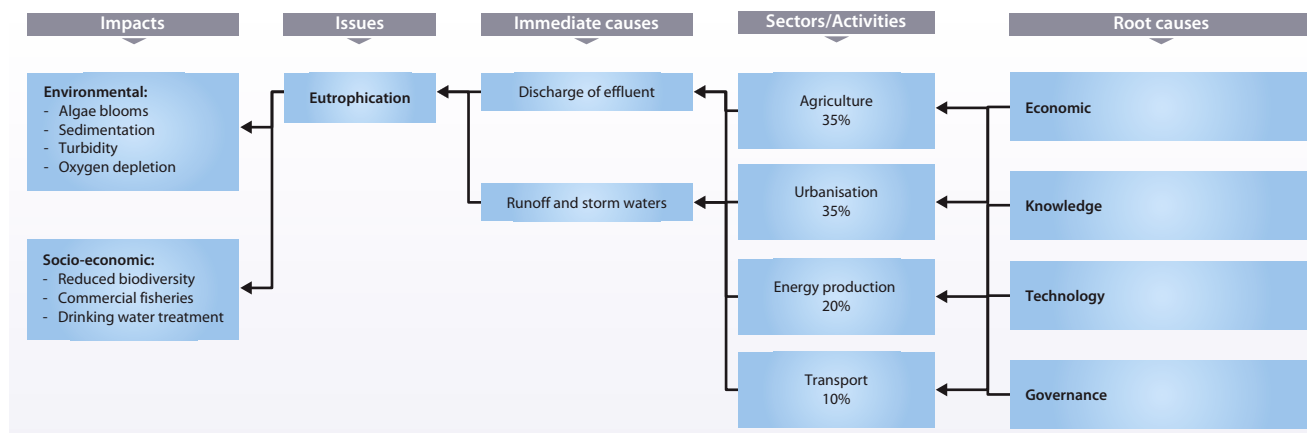 Impacts
Issues
Immediate causes
Sectors/Activities
Root causes
Environmental:
- Algae blooms
- Sedimentation
- Turbidity
- Oxygen depletion
Socio-economic:
- Reduced biodiversity
- Commercial fisheries
- Drinking water treatment
Eutrophication
Discharge of effluent
Runoff and storm waters
Agriculture
35%
Urbanisation
35%
Energy production
20%
Transport
10%
Economic
Knowledge
Technology
Governance